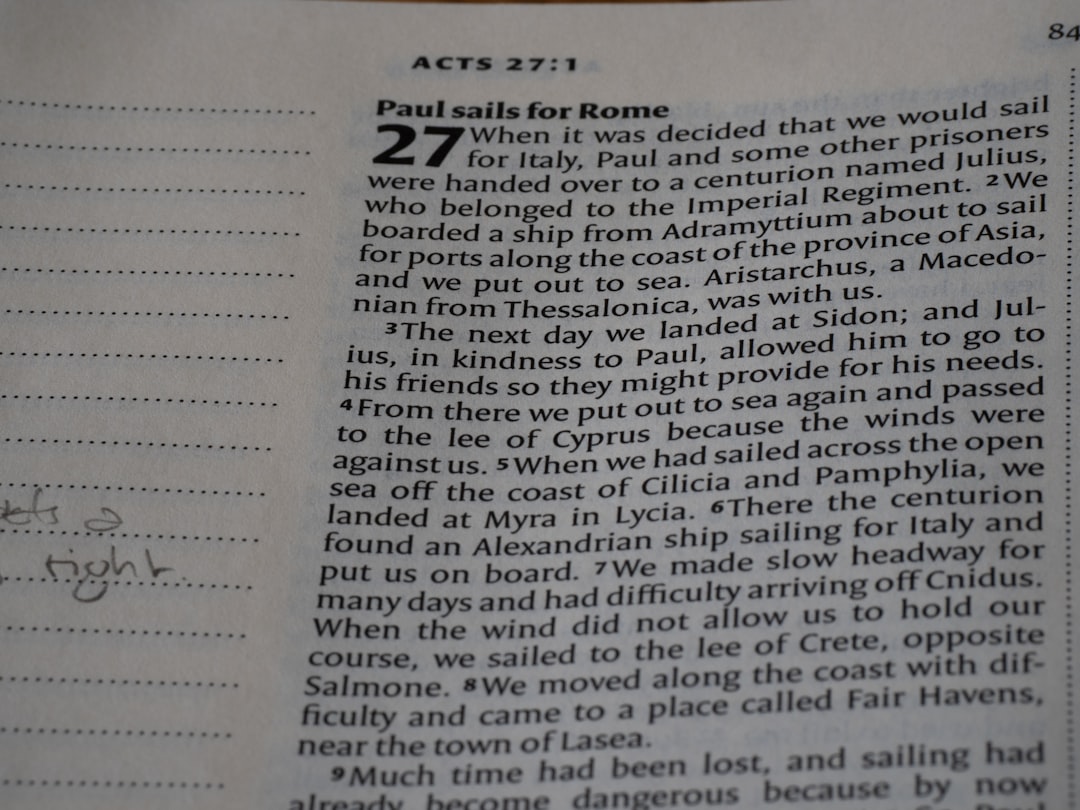 84
ACTS 27:1
Paul sails for Rome
27 When it was decided that we would sail
for Italy, Paul and some other prisoners
were handed over to a centurion named Julius,
who belonged to the Imperial Regiment. 2 We
boarded a ship from Adramyttium about to sail
for ports along the coast of the province of Asia,
and we put out to sea. Aristarchus, a Macedo-
nian from Thessalonica, was with us.
3 The next day we landed at Sidon; and Jul-
ius, in kindness to Paul, allowed him to go to
his friends so they might provide for his needs.
4 From there we put out to sea again and passed
to the lee of Cyprus because the winds were
against us. 5 When we had sailed across the open
sea off the coast of Cilicia and Pamphylia, we
landed at Myra in Lycia. 6 There the centurion
found an Alexandrian ship sailing for Italy and
put us on board. 7 We made slow headway for
many days and had difficulty arriving off Cnidus.
When the wind did not allow us to hold our
course, we sailed to the lee of Crete, opposite
Salmone. 8 We moved along the coast with dif-
ficulty and came to a place called Fair Havens,
near the town of Lasea.
9 Much time had been lost, and sailing had
already become dangerous because by now
right.